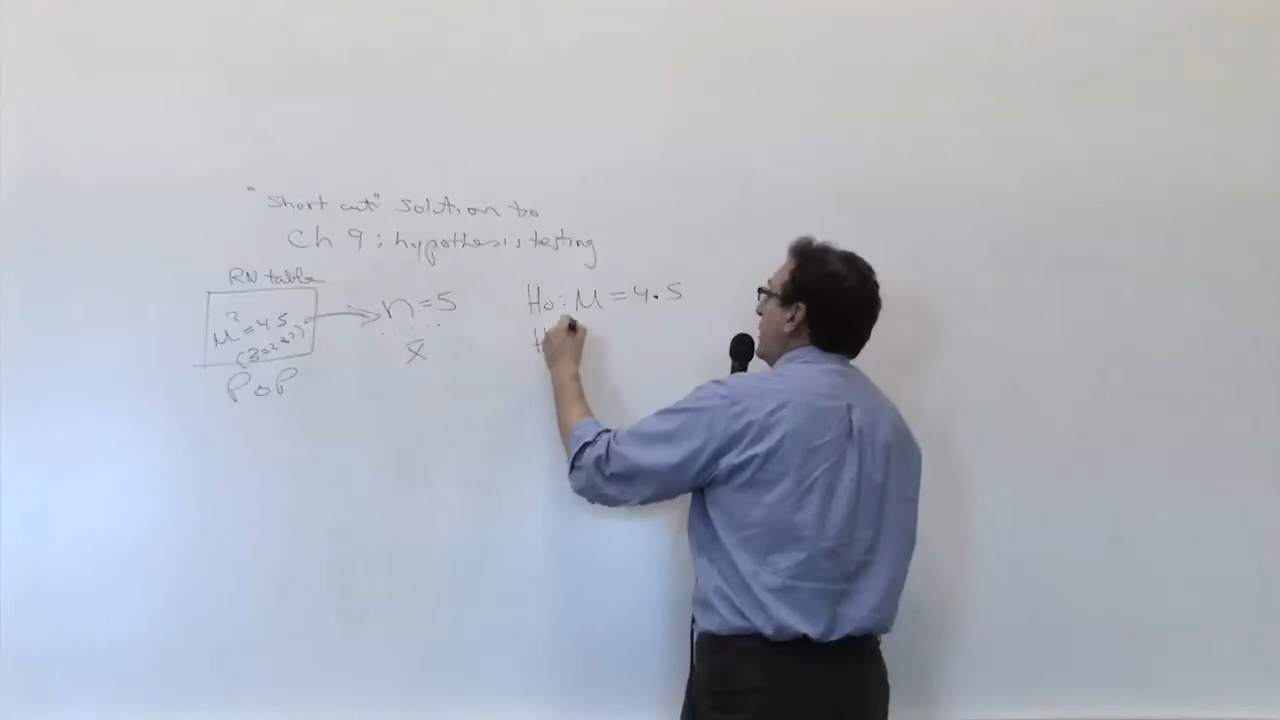 "Short cut" solution to
Ch 9 : hypothesis testing
RN table
?
μ = 4.5
POP
n = 5
x̄
Ho: μ = 4.5
H